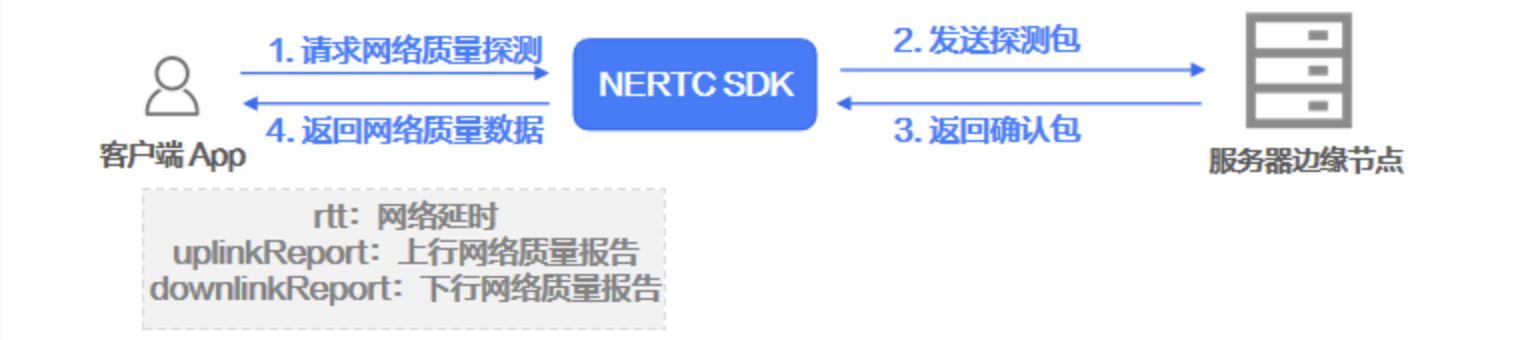 1. 请求网络质量探测
2. 发送探测包
NERTC SDK
4. 返回网络质量数据
3. 返回确认包
客户端 App
服务器边缘节点
rtt：网络延时
uplinkReport：上行网络质量报告
downlinkReport：下行网络质量报告